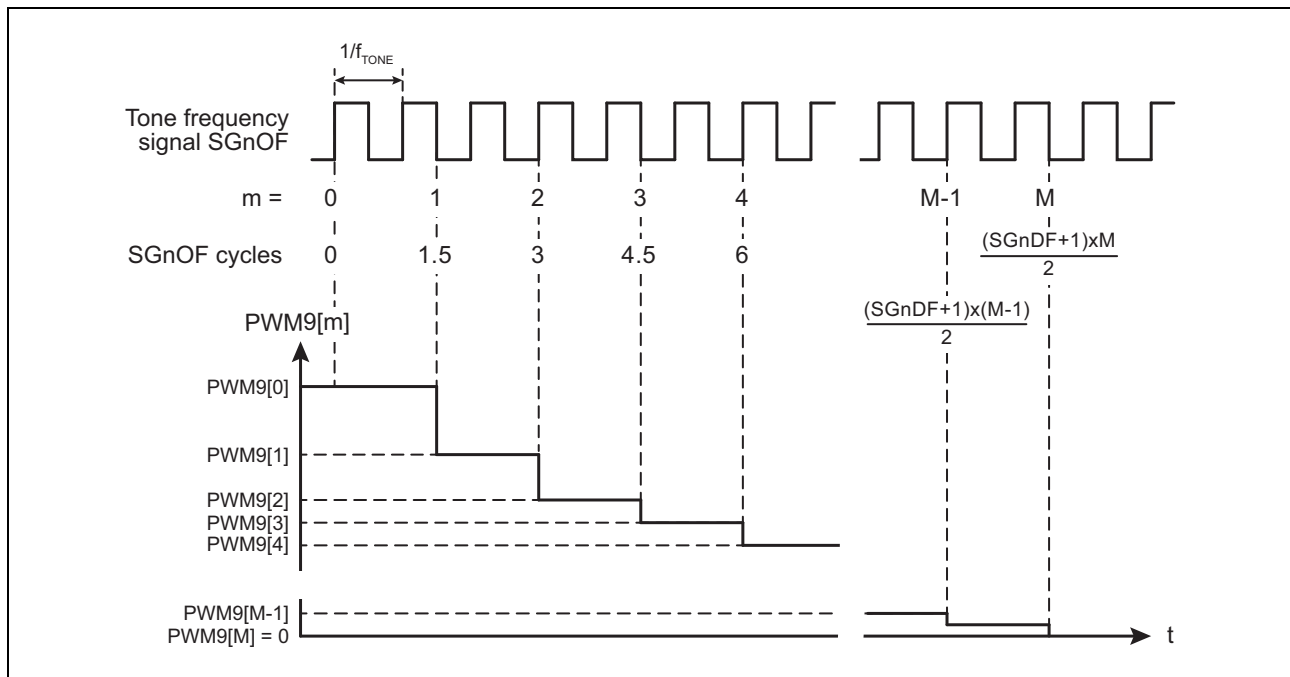 1/fTONE
Tone frequency
signal SGnOF
m = 0 1 2 3 4 M-1 M
SGnOF cycles 0 1.5 3 4.5 6
(SGnDF+1)xM
2
(SGnDF+1)x(M-1)
2
PWM9[m]
PWM9[0]
PWM9[1]
PWM9[2]
PWM9[3]
PWM9[4]
PWM9[M-1]
PWM9[M] = 0
t